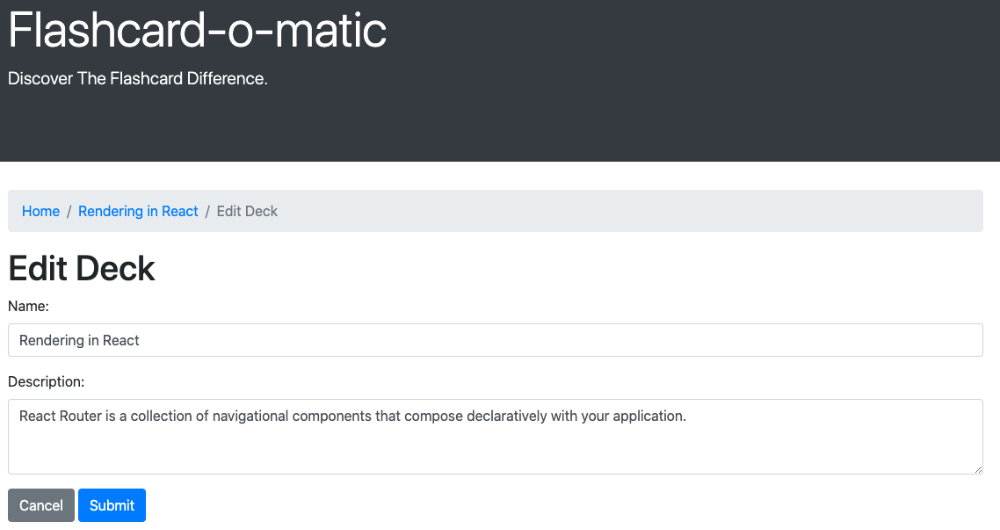 Flashcard-o-matic
Discover The Flashcard Difference.
Home / Rendering in React / Edit Deck
Edit Deck
Name:
Rendering in React
Description:
React Router is a collection of navigational components that compose declaratively with your application.
Cancel Submit